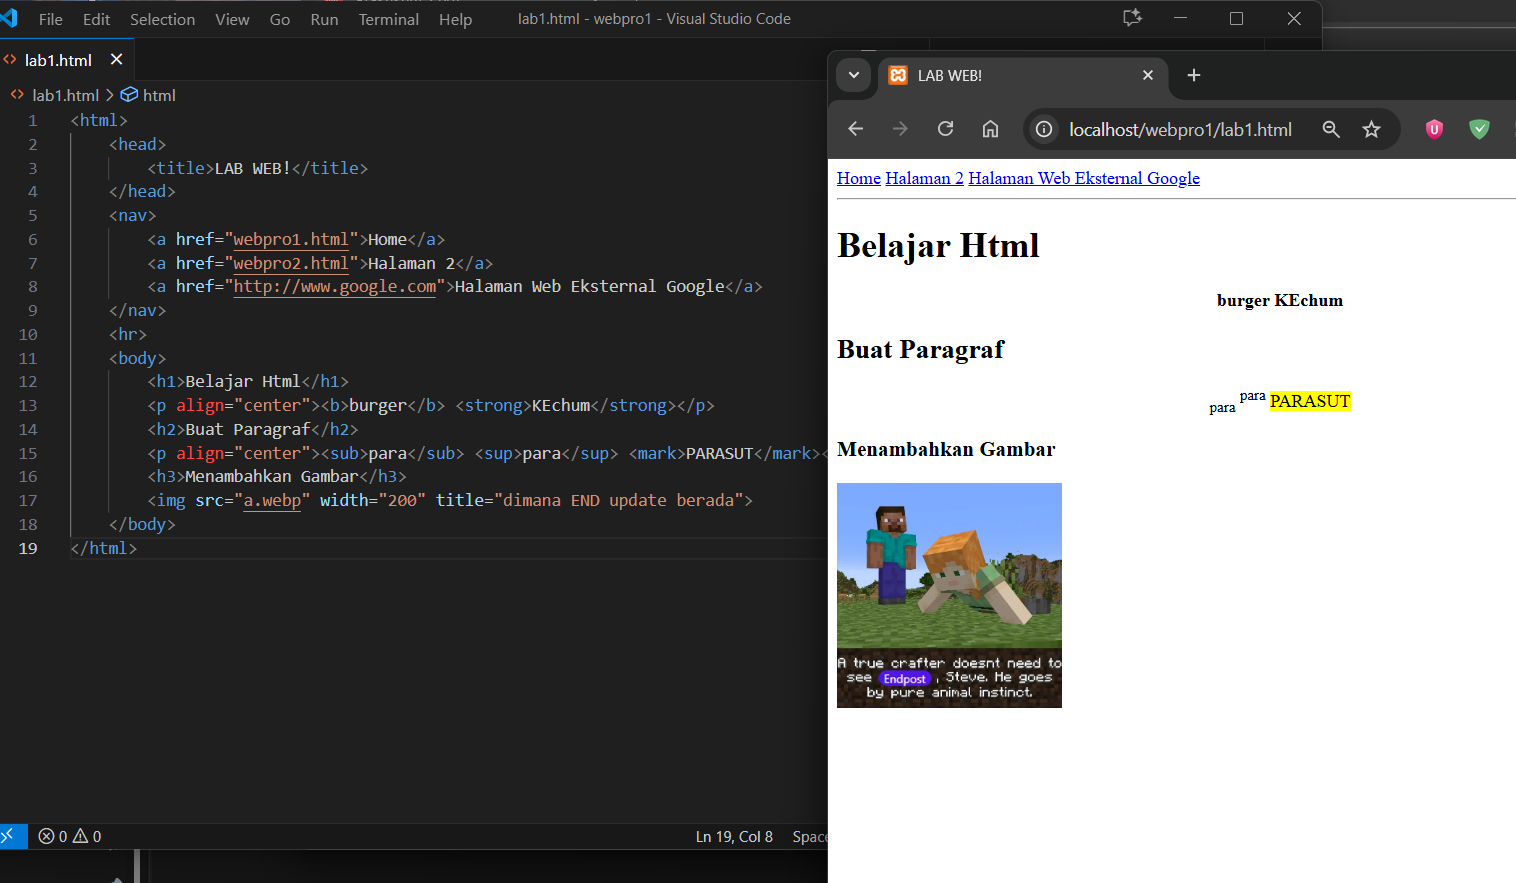 File Edit Selection View Go Run Terminal Help lab1.html - webpro1 - Visual Studio Code
lab1.html
lab1.html > html
1 <html>
2 <head>
3 <title>LAB WEB!</title>
4 </head>
5 <nav>
6 <a href="webpro1.html">Home</a>
7 <a href="webpro2.html">Halaman 2</a>
8 <a href="http://www.google.com">Halaman Web Eksternal Google</a>
9 </nav>
10 <hr>
11 <body>
12 <h1>Belajar Html</h1>
13 <p align="center"><b>burger</b> <strong>KEchum</strong></p>
14 <h2>Buat Paragraf</h2>
15 <p align="center"><sub>para</sub> <sup>para</sup> <mark>PARASUT</mark><
16 <h3>Menambahkan Gambar</h3>
17 <img src="a.webp" width="200" title="dimana END update berada">
18 </body>
19 </html>
0 0
Ln 19, Col 8 Space
LAB WEB!
localhost/webpro1/lab1.html
Home Halaman 2 Halaman Web Eksternal Google
Belajar Html
burger KEchum
Buat Paragraf
para para PARASUT
Menambahkan Gambar
A true crafter doesnt need to
see Endpost , Steve. He goes
by pure animal instinct.